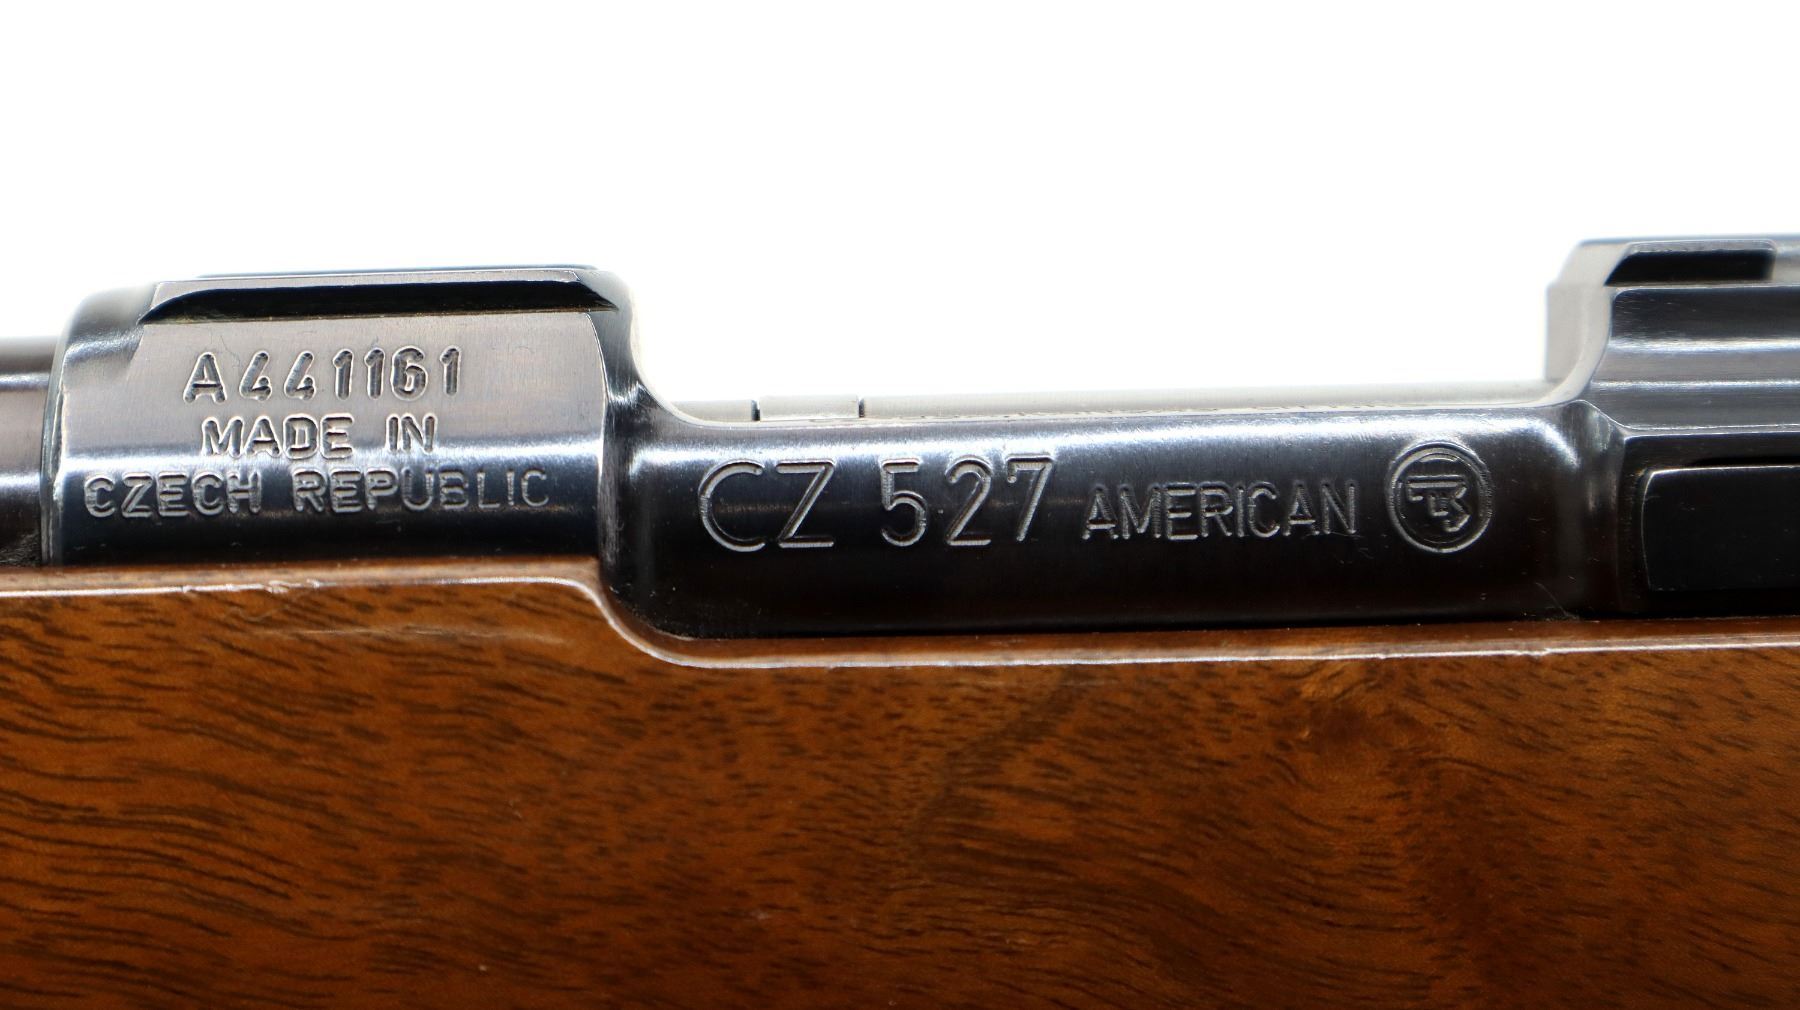 A441161
MADE IN
CZECH REPUBLIC
CZ 527 AMERICAN